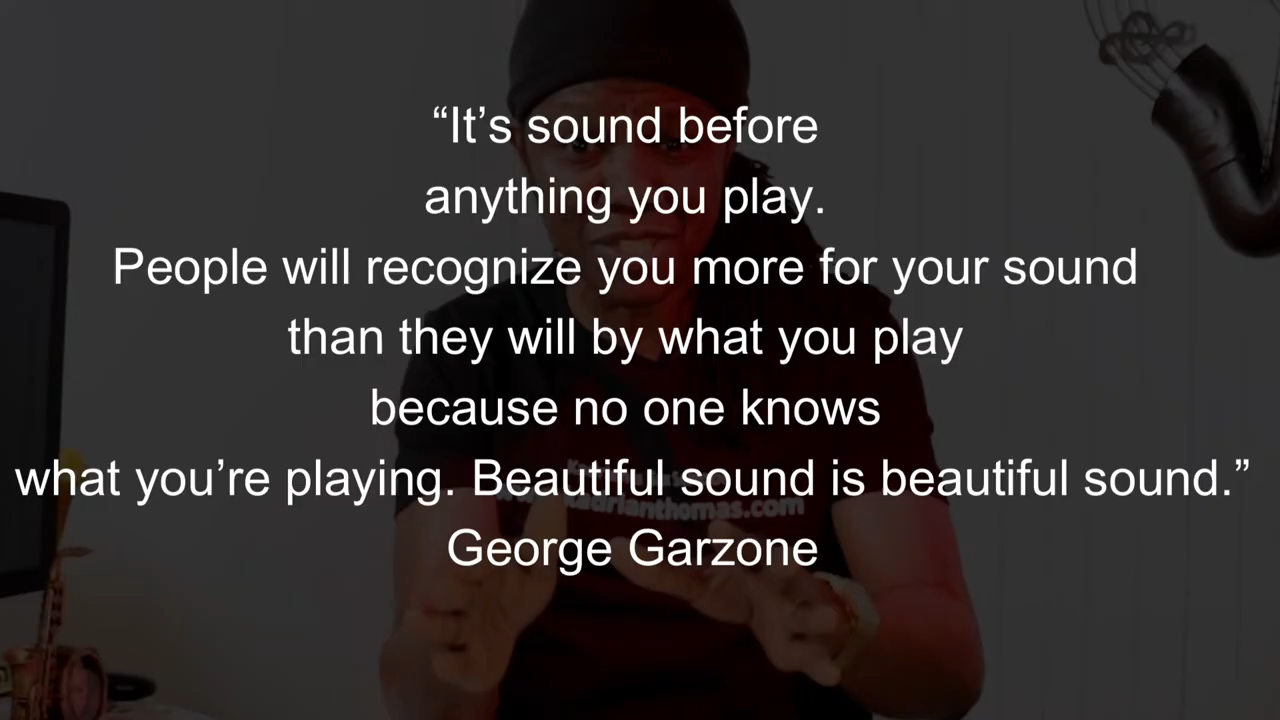 “It’s sound before
anything you play.
People will recognize you more for your sound
than they will by what you play
because no one knows
what you’re playing. Beautiful sound is beautiful sound.”
George Garzone